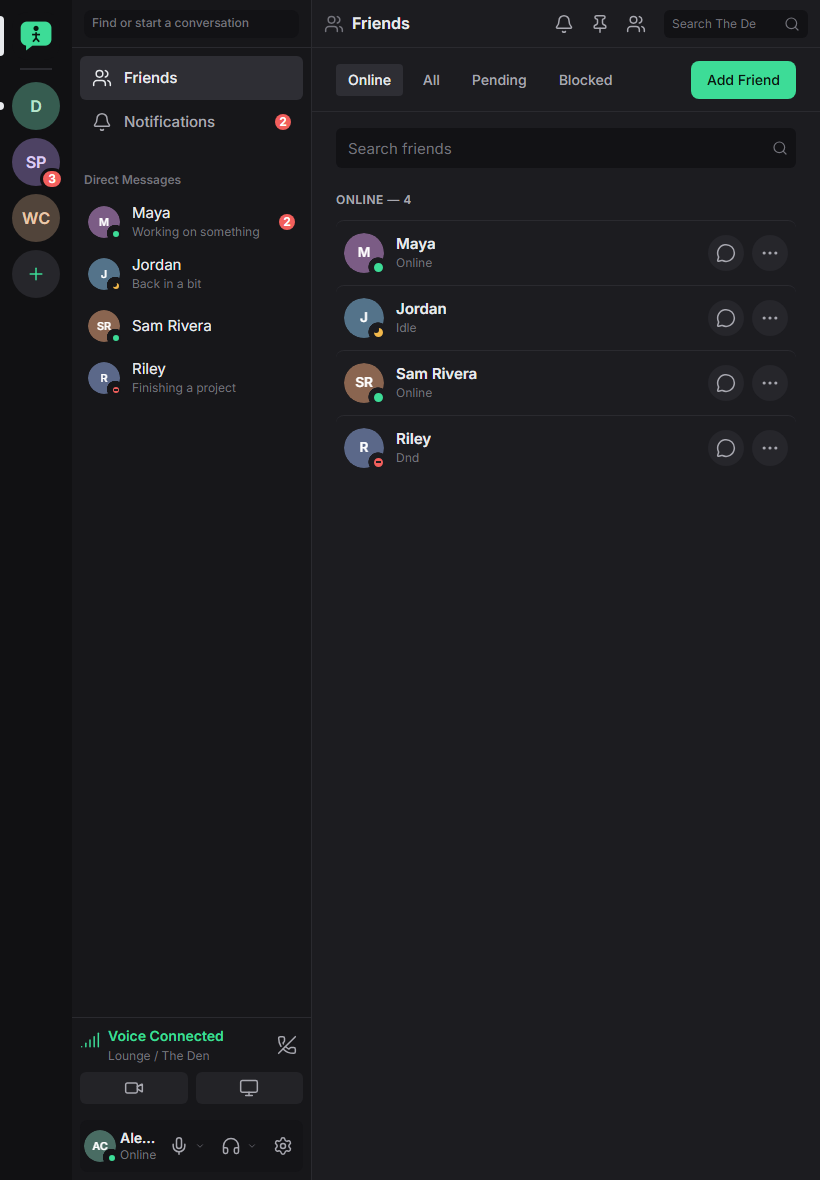 Find or start a conversation
Friends
Search The De
D
SP
3
WC
Friends
Notifications
2
Direct Messages
M
Maya
Working on something
2
J
Jordan
Back in a bit
SR
Sam Rivera
R
Riley
Finishing a project
Online
All
Pending
Blocked
Add Friend
Search friends
ONLINE — 4
M
Maya
Online
J
Jordan
Idle
SR
Sam Rivera
Online
R
Riley
Dnd
Voice Connected
Lounge / The Den
AC
Ale...
Online